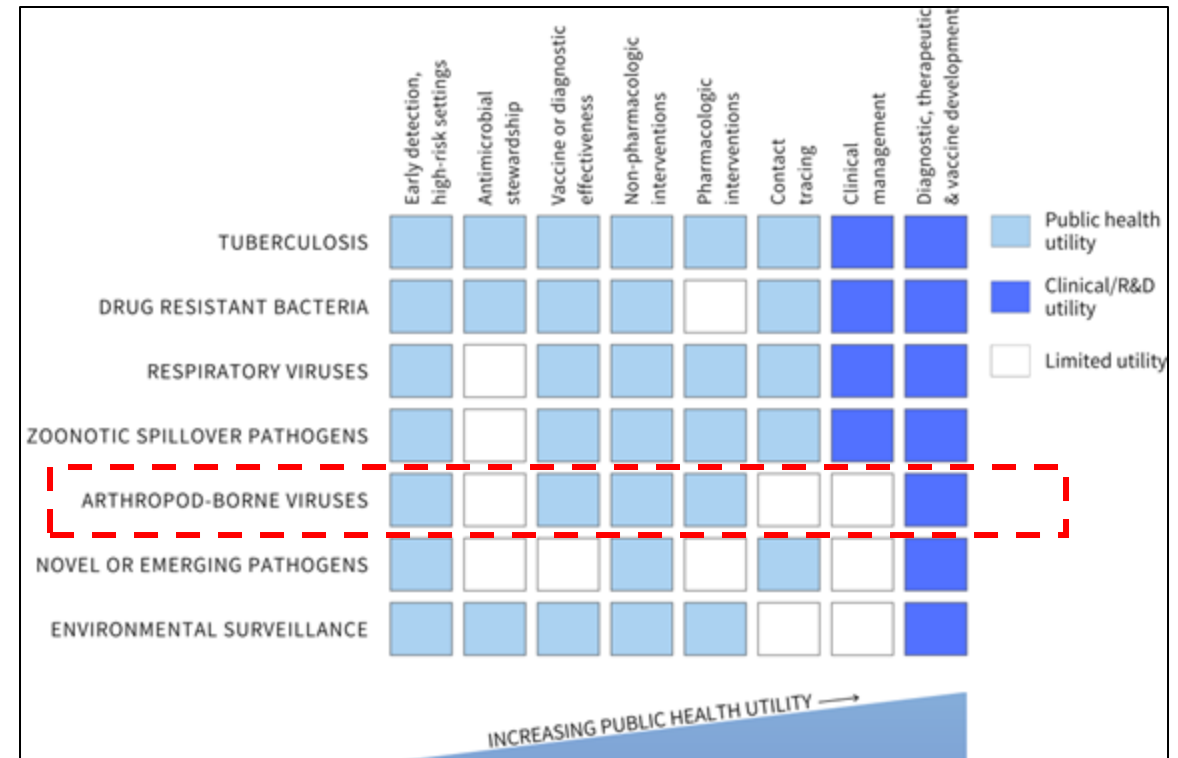 Early detection,
high-risk settings
Antimicrobial
stewardship
Vaccine or diagnostic
effectiveness
Non-pharmacologic
interventions
Pharmacologic
interventions
Contact
tracing
Clinical
management
Diagnostic, therapeutic
& vaccine development
TUBERCULOSIS
DRUG RESISTANT BACTERIA
RESPIRATORY VIRUSES
ZOONOTIC SPILLOVER PATHOGENS
ARTHROPOD-BORNE VIRUSES
NOVEL OR EMERGING PATHOGENS
ENVIRONMENTAL SURVEILLANCE
Public health
utility
Clinical/R&D
utility
Limited utility
INCREASING PUBLIC HEALTH UTILITY →